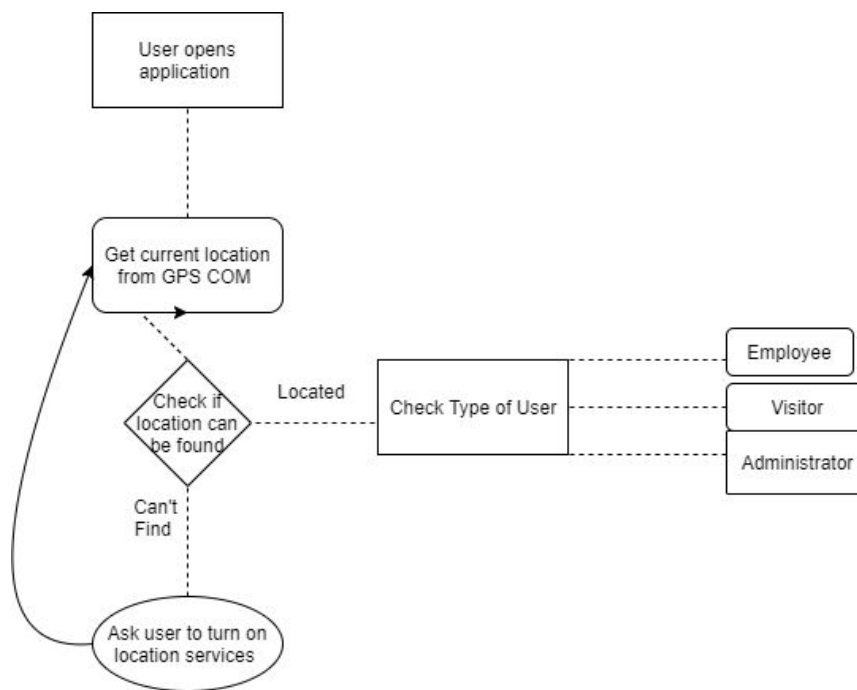 User opens
application
Get current location
from GPS COM
Check if
location can
be found
Located
Check Type of User
Employee
Visitor
Administrator
Can't
Find
Ask user to turn on
location services